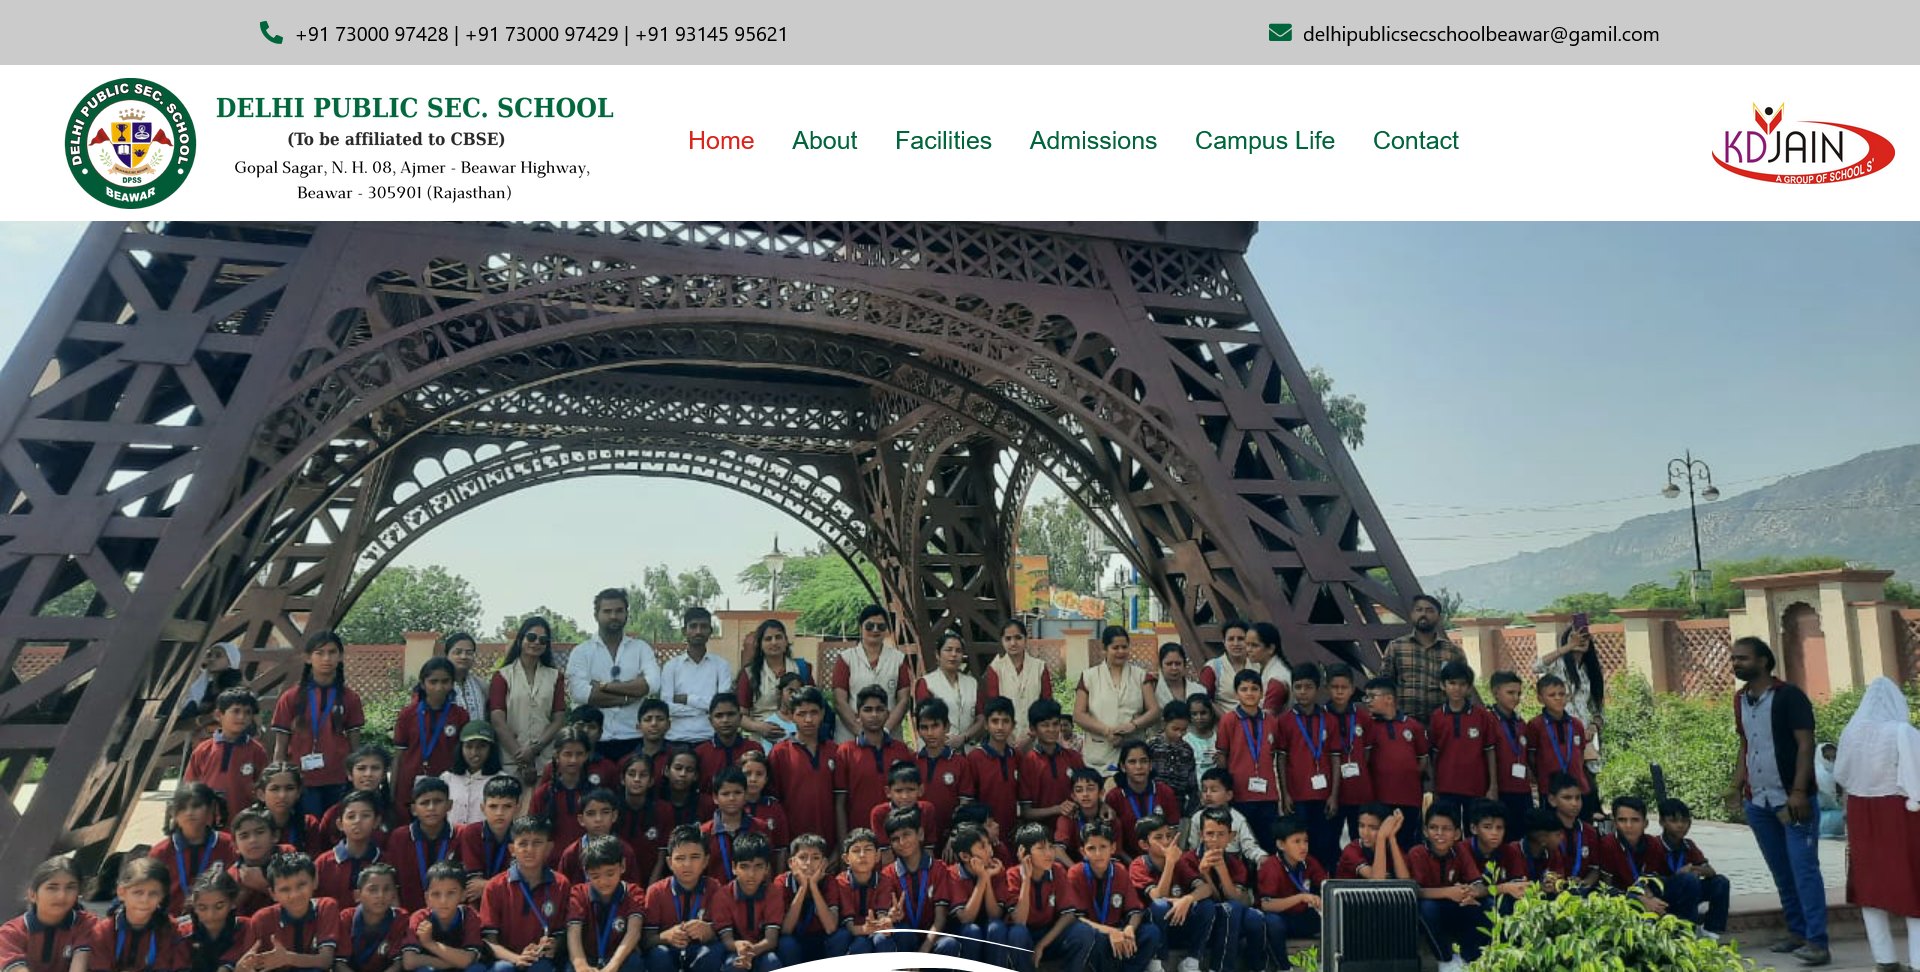 +91 73000 97428 | +91 73000 97429 | +91 93145 95621
delhipublicsecschoolbeawar@gamil.com
DELHI PUBLIC SEC. SCHOOL
BEAWAR
DPSS
DELHI PUBLIC SEC. SCHOOL
(To be affiliated to CBSE)
Gopal Sagar, N. H. 08, Ajmer - Beawar Highway,
Beawar - 305901 (Rajasthan)
Home
About
Facilities
Admissions
Campus Life
Contact
KDJAIN
A GROUP OF SCHOOLS'